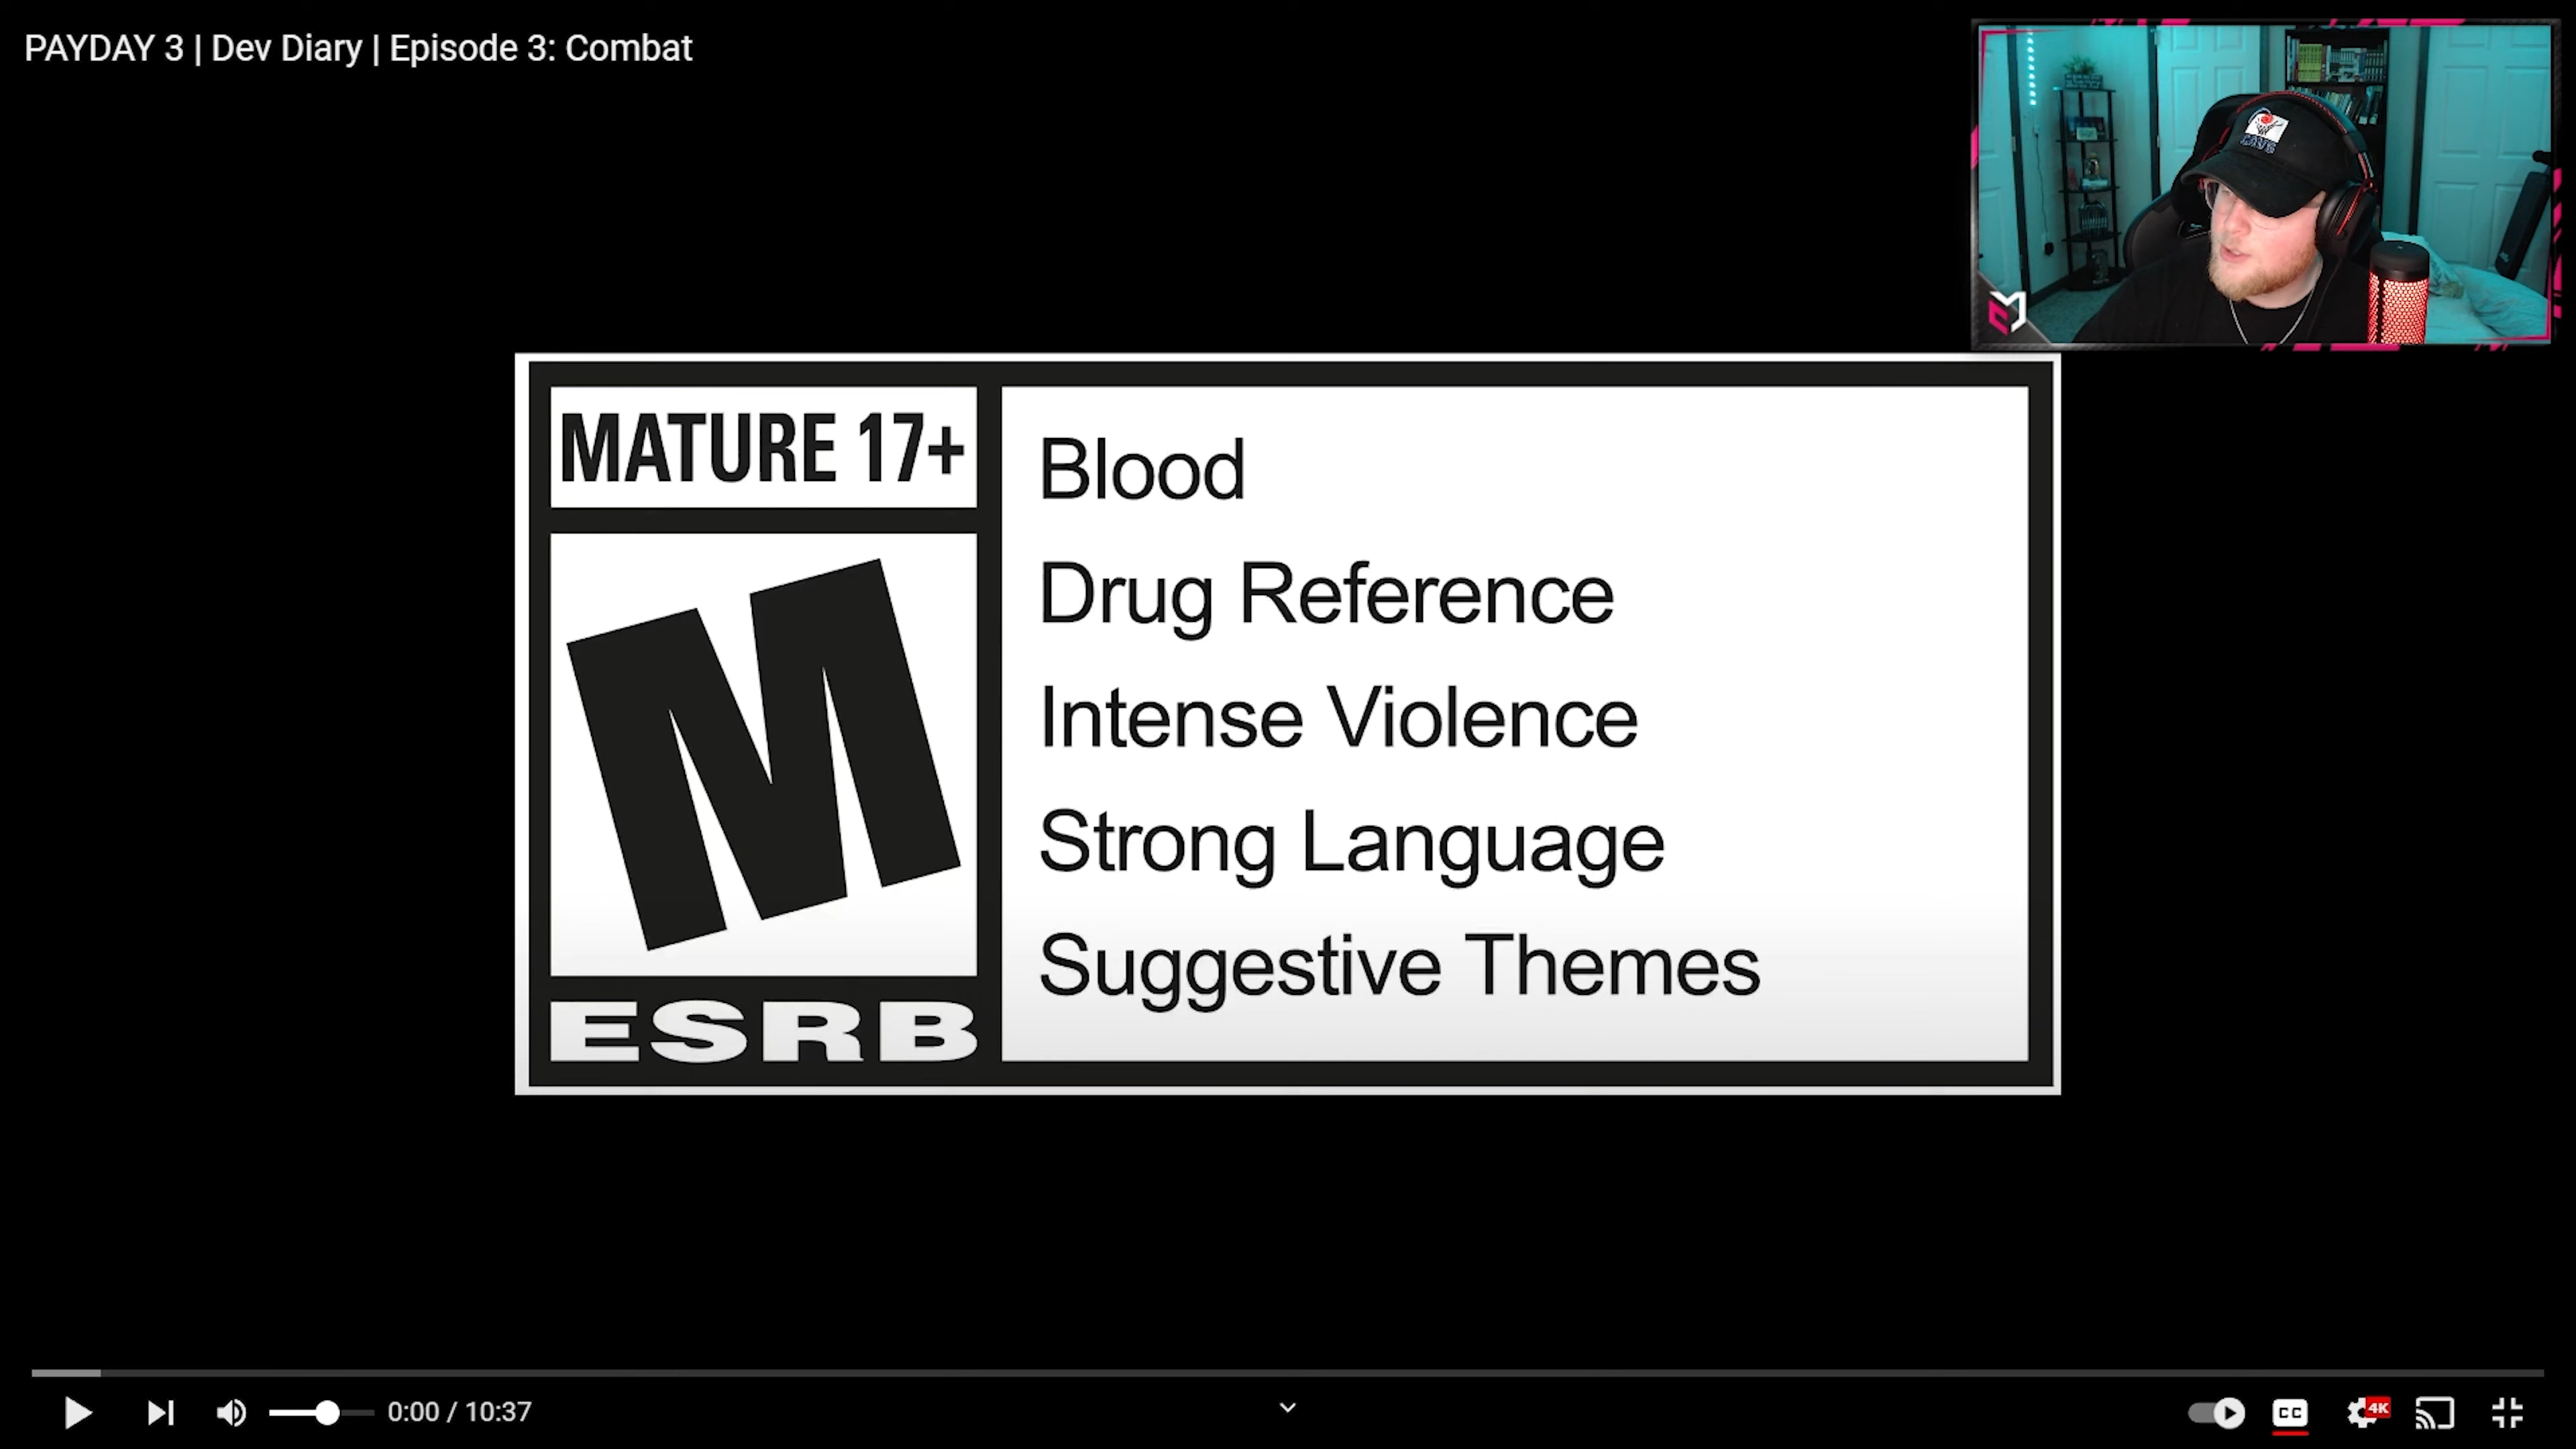 PAYDAY 3 | Dev Diary | Episode 3: Combat
MATURE 17+
M
ESRB
Blood
Drug Reference
Intense Violence
Strong Language
Suggestive Themes
0:00 / 10:37
CC
4K